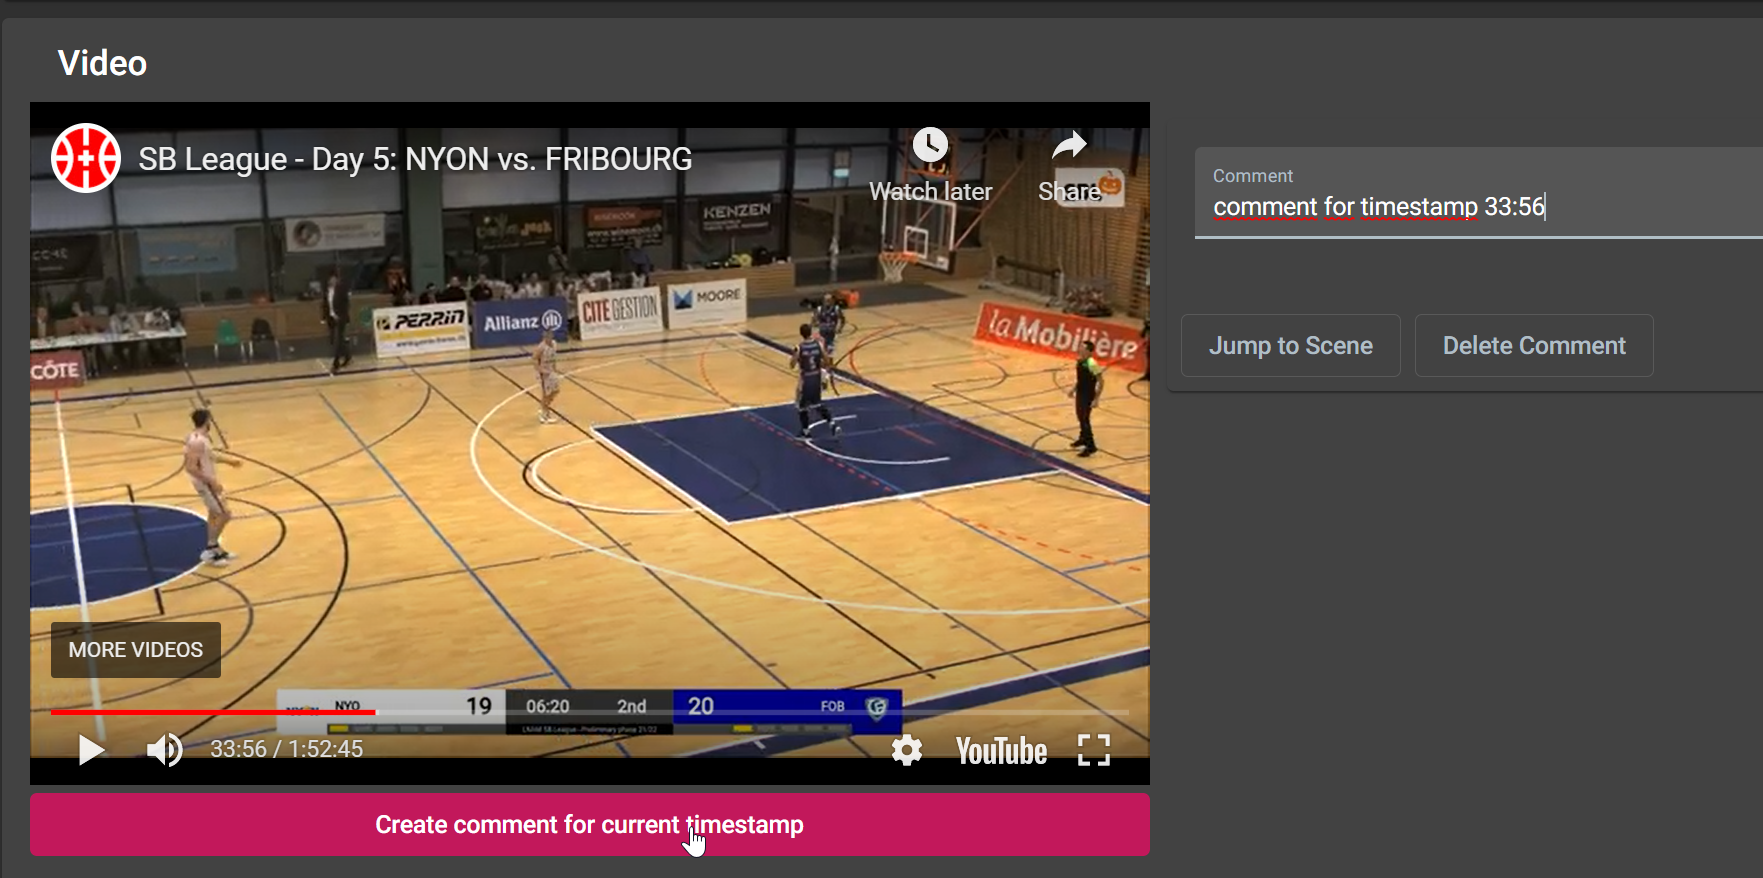 Video
SB League - Day 5: NYON vs. FRIBOURG
Watch later
Share
Comment
comment for timestamp 33:56
Jump to Scene
Delete Comment
KENZEN
PERRIN
Allianz
CITE GESTION
MOORE
la Mobilière
CÔTE
MORE VIDEOS
NYO 19 06:20 2nd 20 FOB
33:56 / 1:52:45
YouTube
Create comment for current timestamp